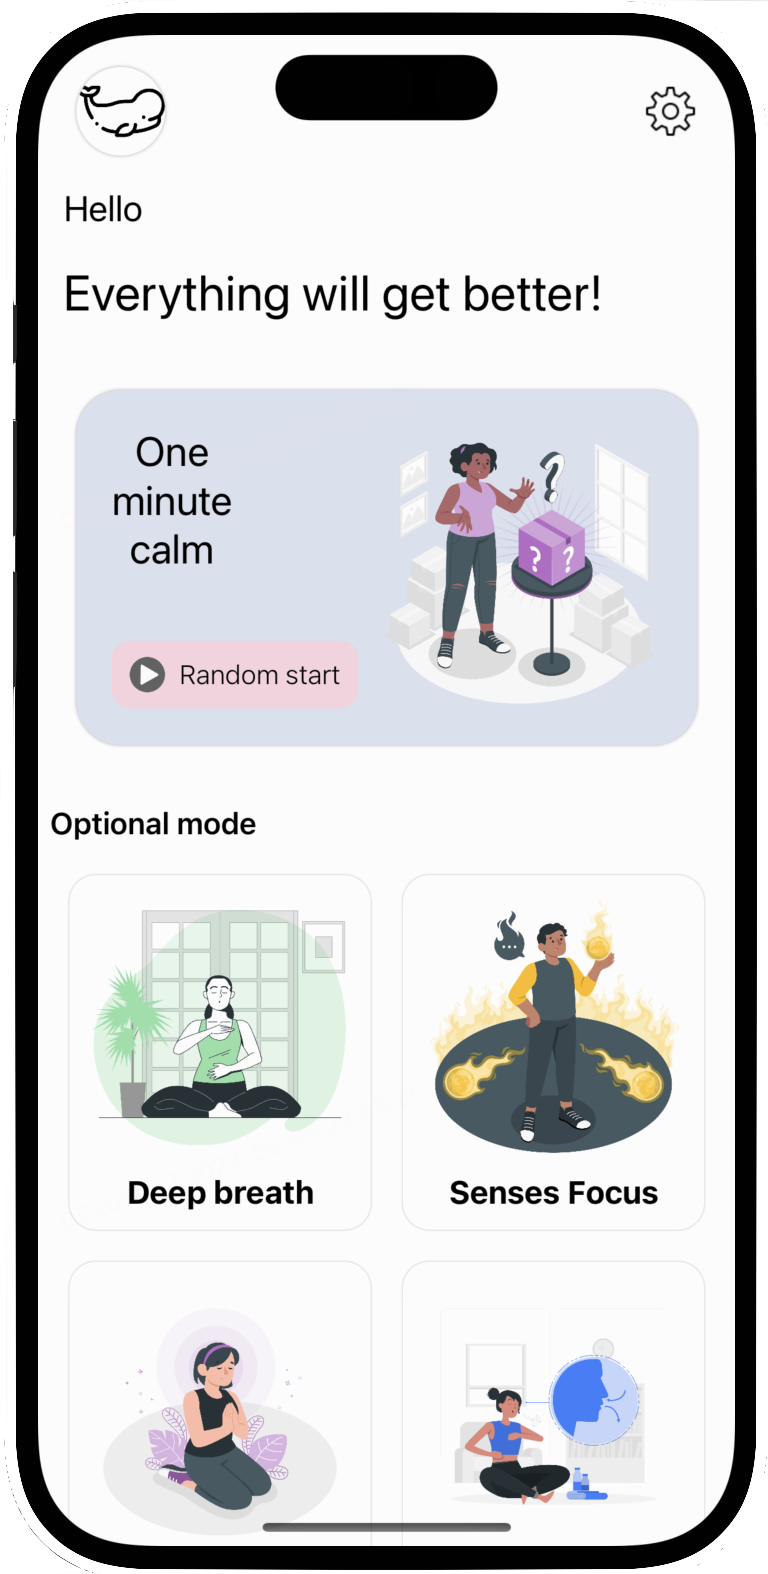 Hello
Everything will get better!
One
minute
calm
?
? ?
Random start
Optional mode
Deep breath
Senses Focus